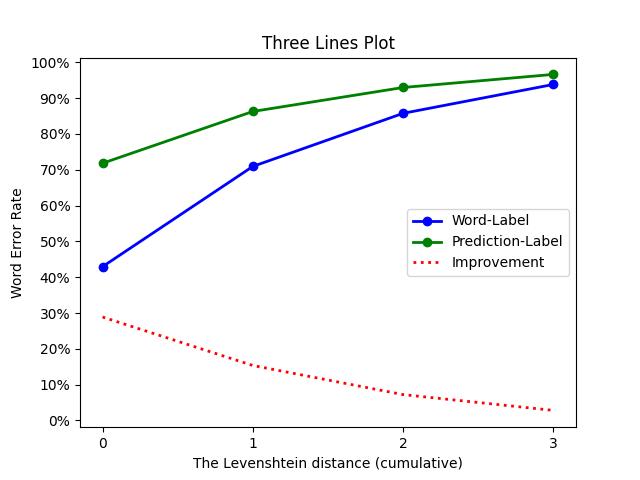 Three Lines Plot
100%
90%
80%
70%
60%
50%
40%
30%
20%
10%
0%
Word Error Rate
Word-Label
Prediction-Label
Improvement
0 1 2 3
The Levenshtein distance (cumulative)